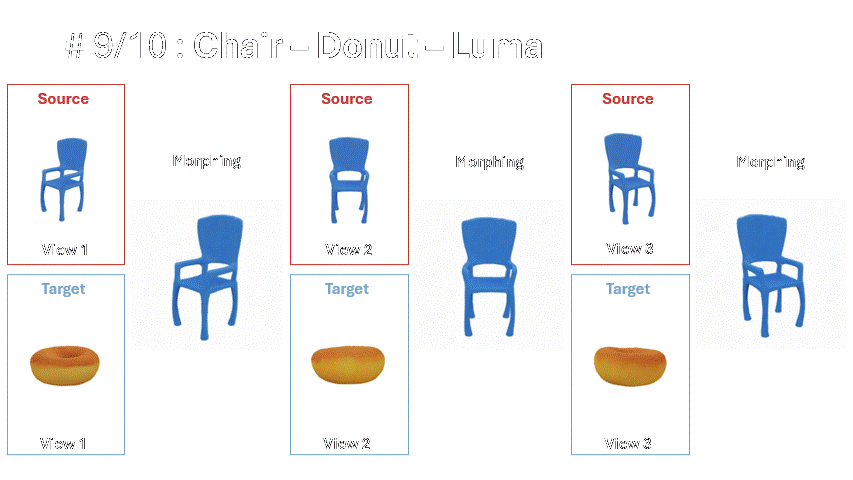 # 9/10 : Chair – Donut – Luma
Source
View 1
Morphing
Target
View 1
Source
View 2
Morphing
Target
View 2
Source
View 3
Morphing
Target
View 3